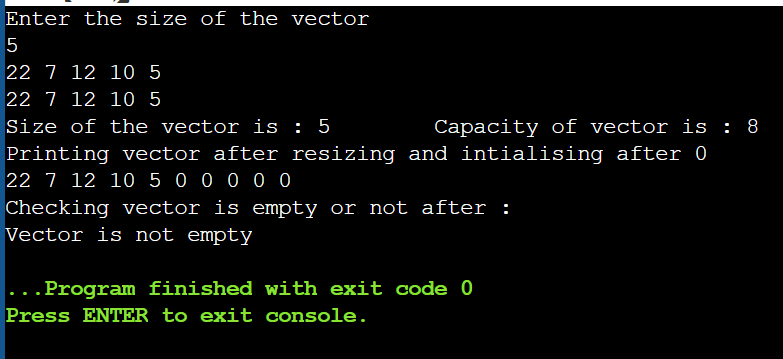 Enter the size of the vector
5
22 7 12 10 5
22 7 12 10 5
Size of the vector is : 5        Capacity of vector is : 8
Printing vector after resizing and intialising after 0
22 7 12 10 5 0 0 0 0 0
Checking vector is empty or not after :
Vector is not empty
...Program finished with exit code 0
Press ENTER to exit console.